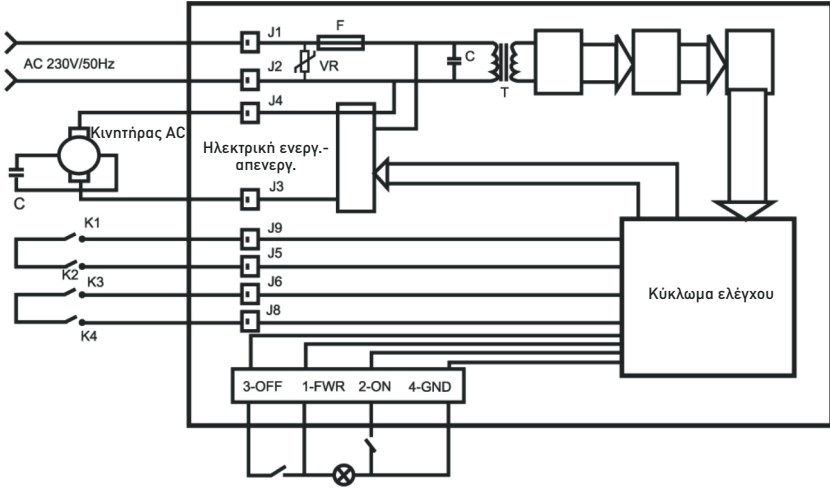 J1
F
AC 230V/50Hz
VR
C
J2
T
J4
Κινητήρας AC
Ηλεκτρική ενεργ.-
απενεργ.
C
J3
K1
J9
K2
J5
K3
J6
Κύκλωμα ελέγχου
K4
J8
3-OFF 1-FWR 2-ON 4-GND